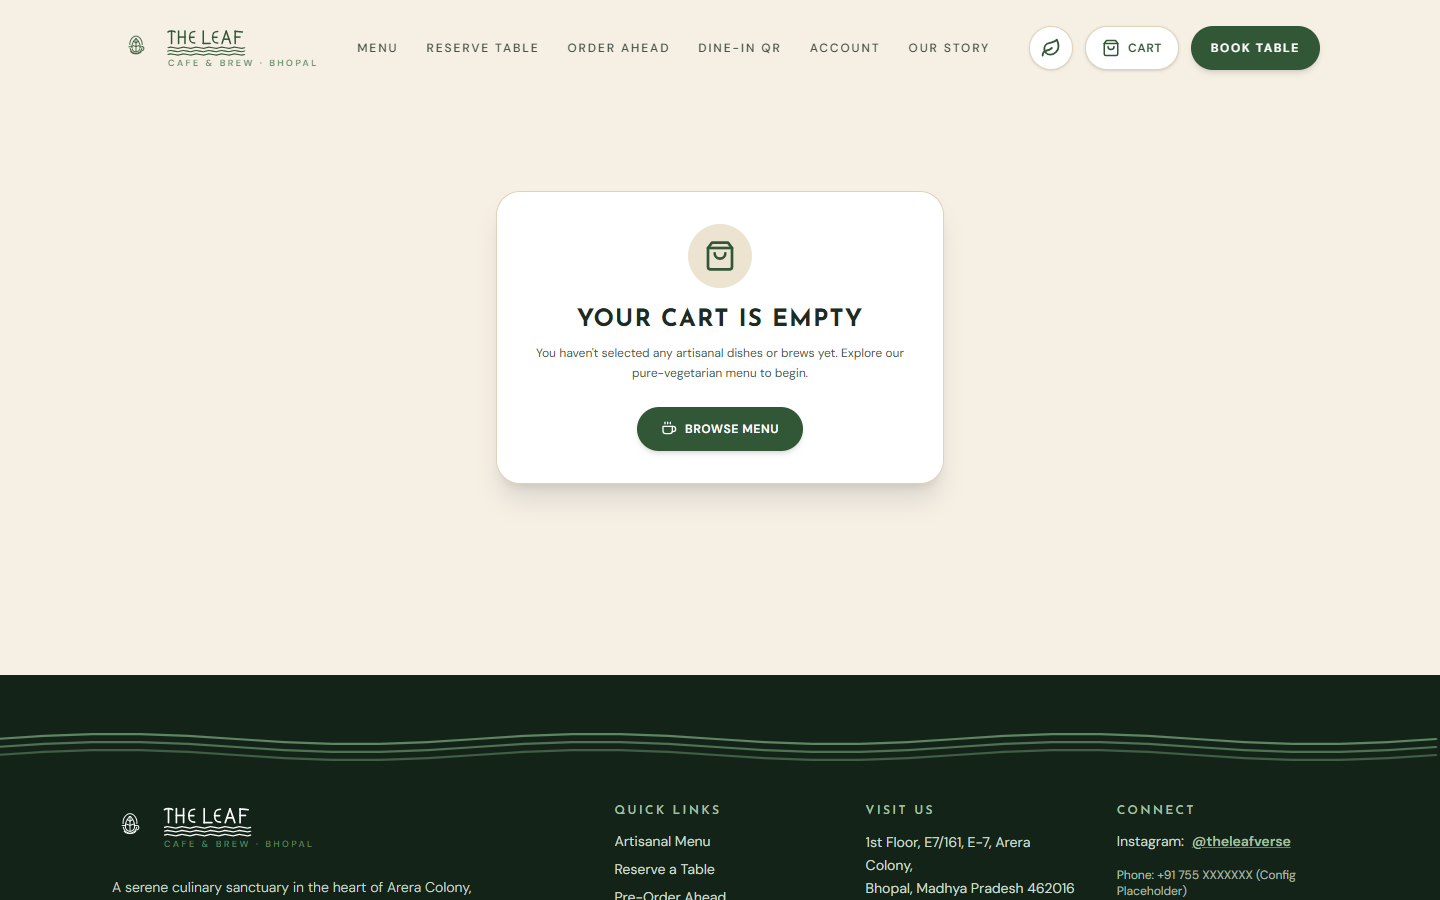 THE LEAF
CAFE & BREW · BHOPAL
MENU
RESERVE TABLE
ORDER AHEAD
DINE-IN QR
ACCOUNT
OUR STORY
CART
BOOK TABLE
YOUR CART IS EMPTY
You haven't selected any artisanal dishes or brews yet. Explore our
pure-vegetarian menu to begin.
BROWSE MENU
THE LEAF
CAFE & BREW · BHOPAL
A serene culinary sanctuary in the heart of Arera Colony,
QUICK LINKS
Artisanal Menu
Reserve a Table
Pre-Order Ahead
VISIT US
1st Floor, E7/161, E-7, Arera
Colony,
Bhopal, Madhya Pradesh 462016
CONNECT
Instagram: @theleafverse
Phone: +91 755 XXXXXXX (Config
Placeholder)